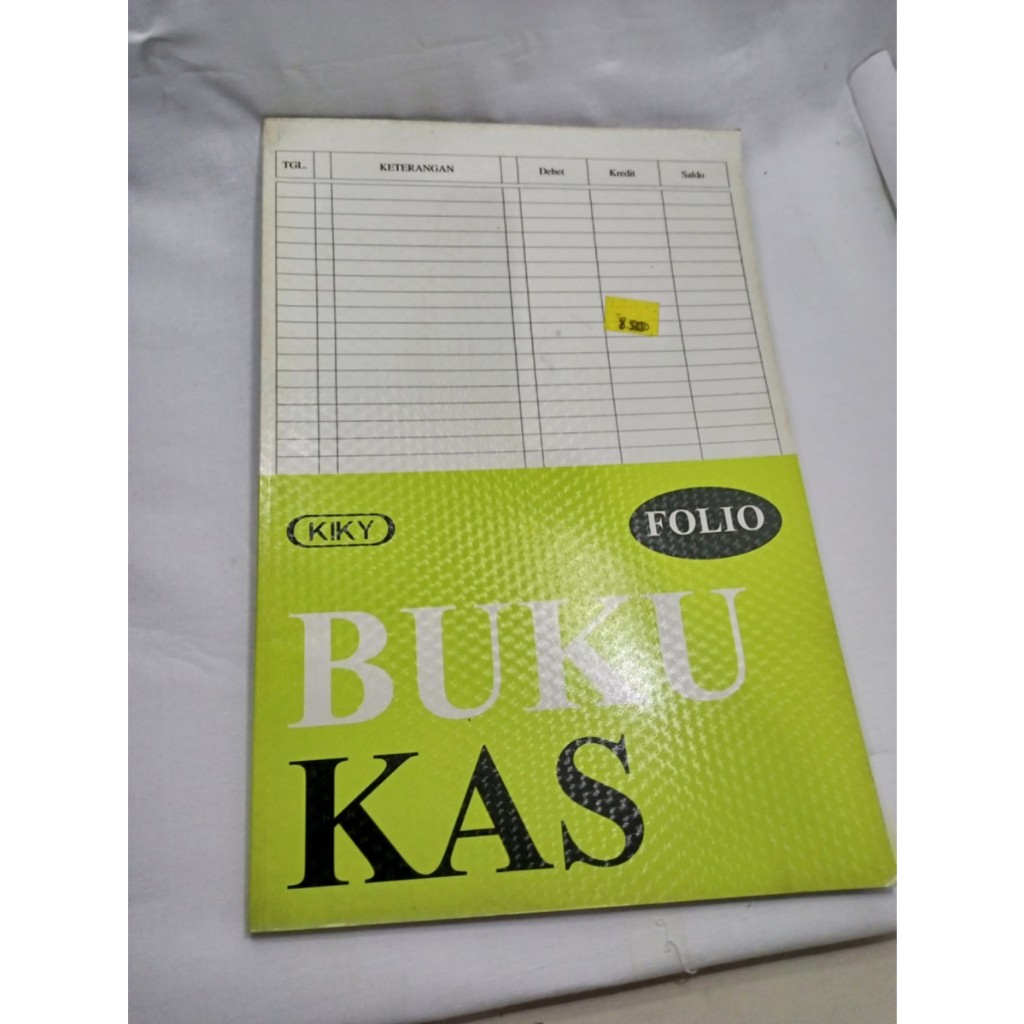 TGL. KETERANGAN Debet Kredit Saldo
8.500
KIKY FOLIO
BUKU
KAS